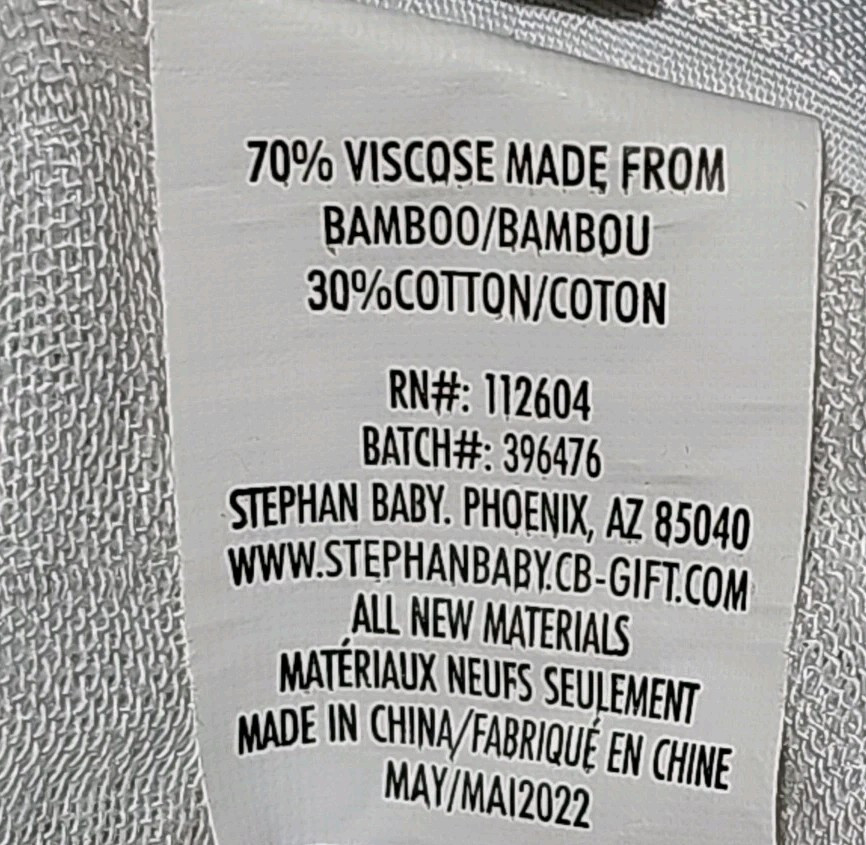 70% VISCOSE MADE FROM
BAMBOO/BAMBOU
30%COTTON/COTON
RN#: 112604
BATCH#: 396476
STEPHAN BABY. PHOENIX, AZ 85040
WWW.STEPHANBABY.CB-GIFT.COM
ALL NEW MATERIALS
MATÉRIAUX NEUFS SEULEMENT
MADE IN CHINA/FABRIQUÉ EN CHINE
MAY/MAI2022